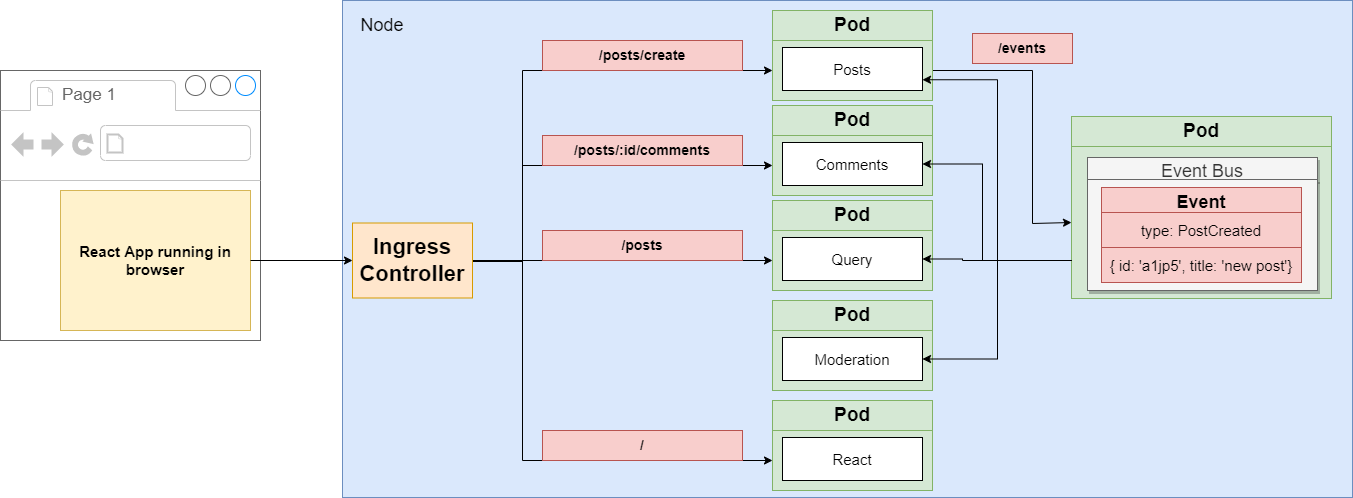 Node
Page 1
React App running in
browser
Ingress
Controller
/posts/create
/posts/:id/comments
/posts
/
Pod
Posts
Pod
Comments
Pod
Query
Pod
Moderation
Pod
React
/events
Pod
Event Bus
Event
type: PostCreated
{ id: 'a1jp5', title: 'new post'}